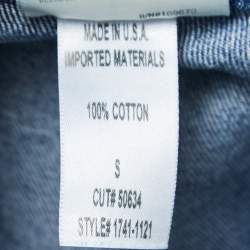 MADE IN U.S.A.
IMPORTED MATERIALS
100% COTTON
S
CUT# 50634
STYLE# 1741-1121